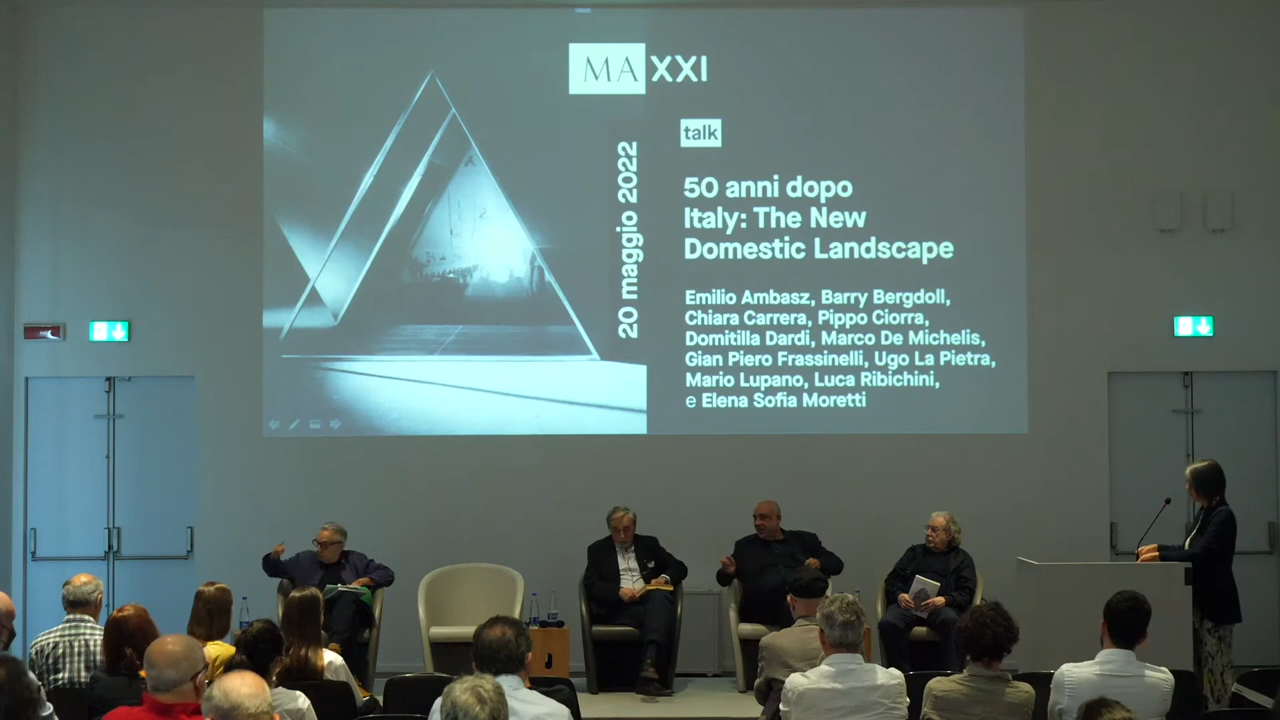 MAXXI
talk
20 maggio 2022
50 anni dopo
Italy: The New
Domestic Landscape
Emilio Ambasz, Barry Bergdoll,
Chiara Carrera, Pippo Ciorra,
Domitilla Dardi, Marco De Michelis,
Gian Piero Frassinelli, Ugo La Pietra,
Mario Lupano, Luca Ribichini,
e Elena Sofia Moretti